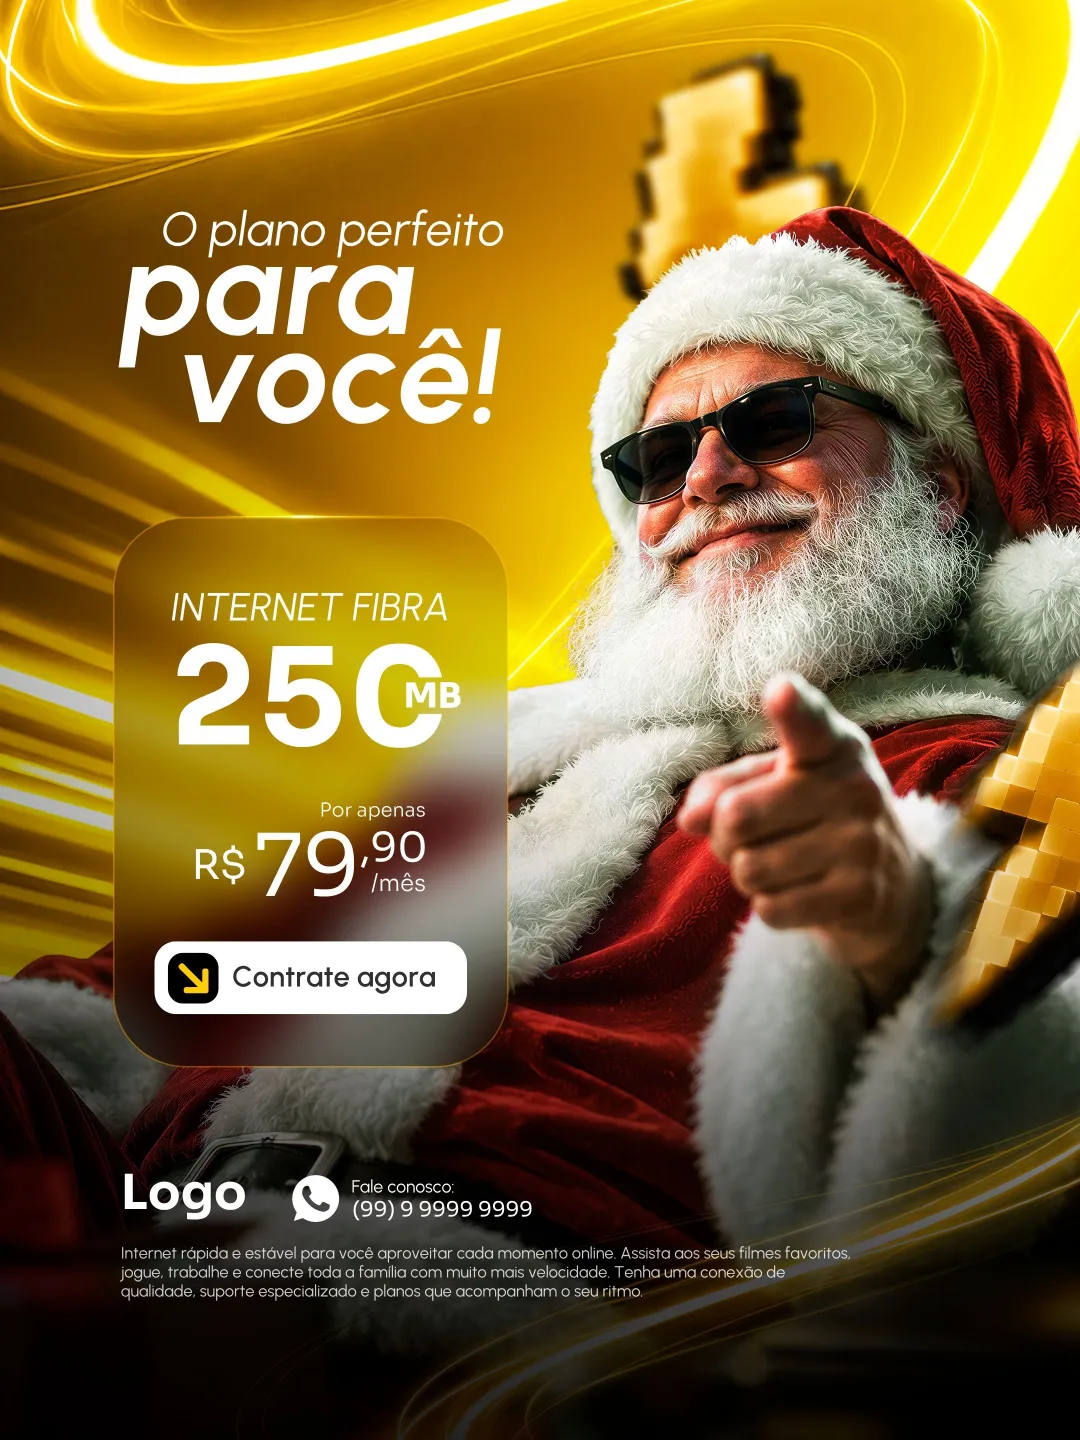 O plano perfeito
para
você!
INTERNET FIBRA
250 MB
Por apenas
R$ 79,90
/mês
Contrate agora
Logo
Fale conosco:
(99) 9 9999 9999
Internet rápida e estável para você aproveitar cada momento online. Assista aos seus filmes favoritos,
jogue, trabalhe e conecte toda a família com muito mais velocidade. Tenha uma conexão de
qualidade, suporte especializado e planos que acompanham o seu ritmo.